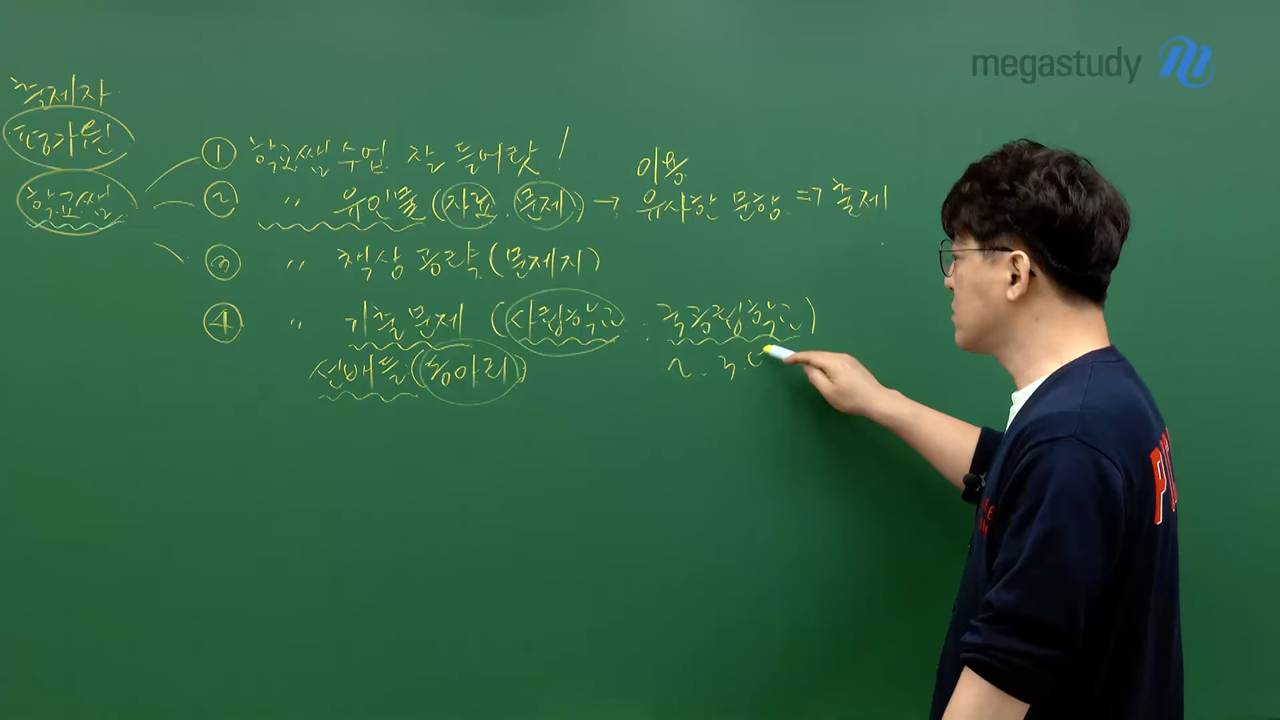 megastudy
출제자
평가원
학교쌤
① 학교쌤 수업 잘 들어랏!
② 〃 유인물(자료, 문제) → 유사한 문항 => 출제
이용
③ 〃 책상 공략(문제지)
④ 〃 기출문제 (사립학교, 국공립학교)
선배들(동아리)
2. 3.